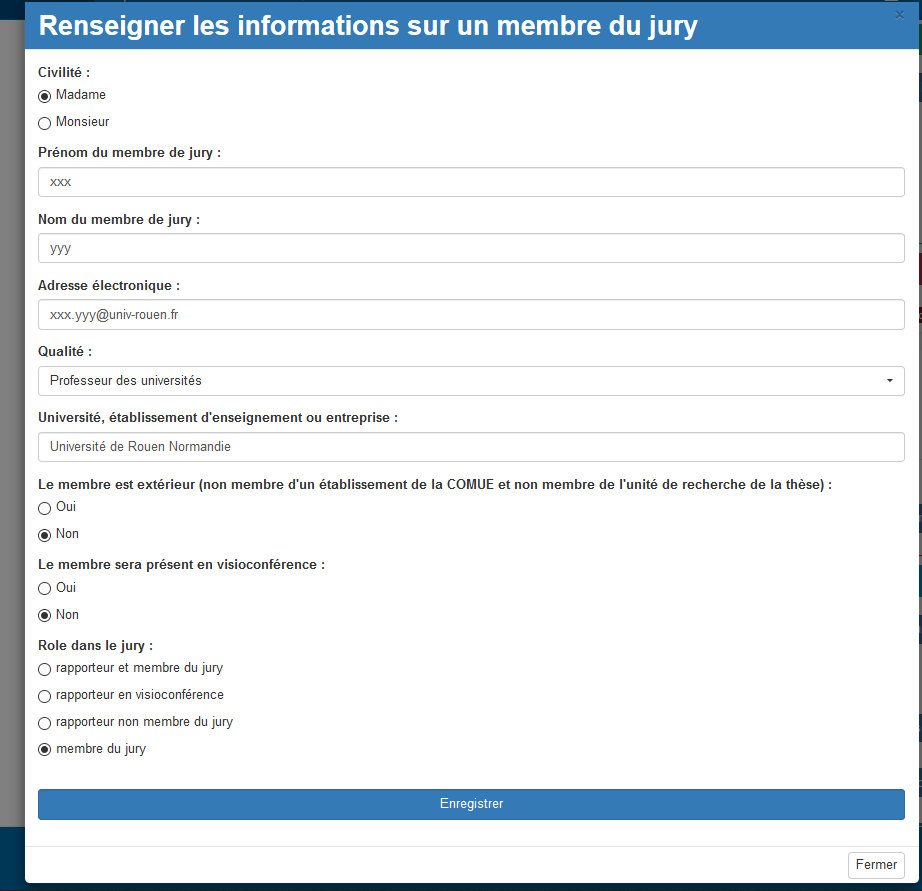 Renseigner les informations sur un membre du jury
×
Civilité :
Madame
Monsieur
Prénom du membre de jury :
xxx
Nom du membre de jury :
yyy
Adresse électronique :
xxx.yyy@univ-rouen.fr
Qualité :
Professeur des universités
Université, établissement d'enseignement ou entreprise :
Université de Rouen Normandie
Le membre est extérieur (non membre d'un établissement de la COMUE et non membre de l'unité de recherche de la thèse) :
Oui
Non
Le membre sera présent en visioconférence :
Oui
Non
Role dans le jury :
rapporteur et membre du jury
rapporteur en visioconférence
rapporteur non membre du jury
membre du jury
Enregistrer
Fermer